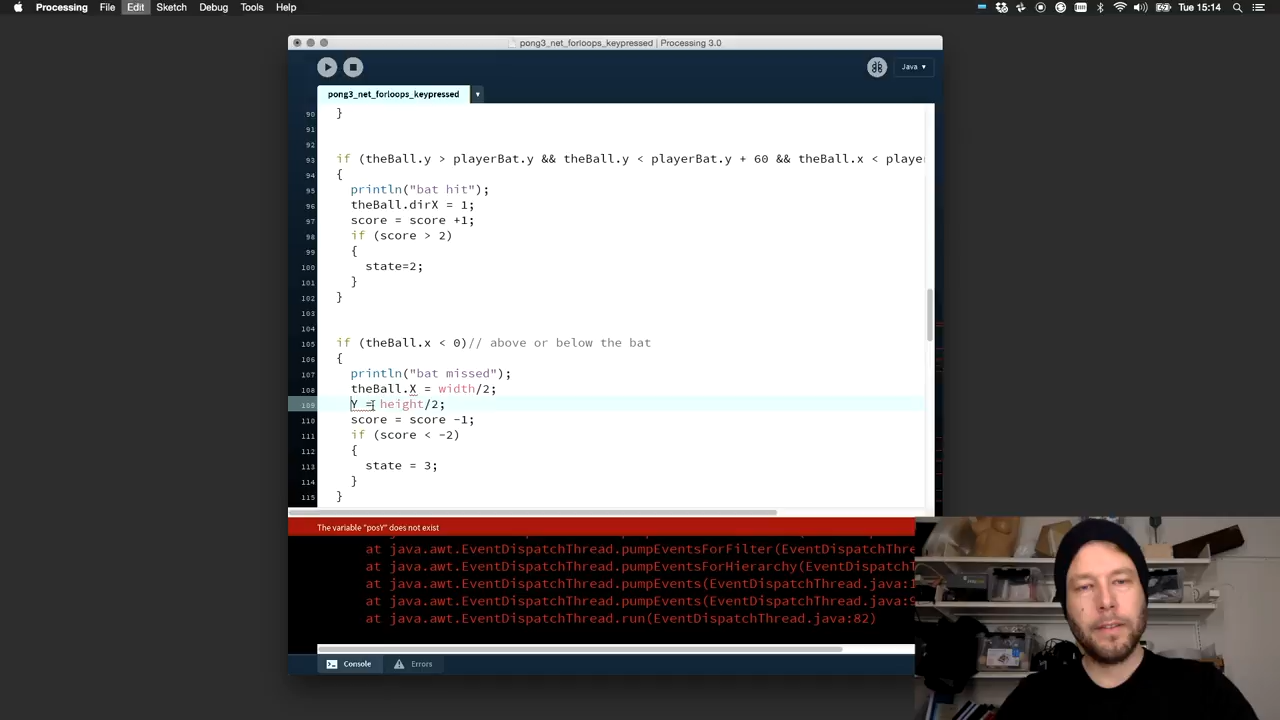 Processing File Edit Sketch Debug Tools Help Tue 15:14
pong3_net_forloops_keypressed | Processing 3.0
Java ▾
pong3_net_forloops_keypressed
90 }
91
92
93 if (theBall.y > playerBat.y && theBall.y < playerBat.y + 60 && theBall.x < player
94 {
95 println("bat hit");
96 theBall.dirX = 1;
97 score = score +1;
98 if (score > 2)
99 {
100 state=2;
101 }
102 }
103
104
105 if (theBall.x < 0)// above or below the bat
106 {
107 println("bat missed");
108 theBall.X = width/2;
109 Y = height/2;
110 score = score -1;
111 if (score < -2)
112 {
113 state = 3;
114 }
115 }
The variable "posY" does not exist
at java.awt.EventDispatchThread.pumpEventsForFilter(EventDispatchThre
at java.awt.EventDispatchThread.pumpEventsForHierarchy(EventDispatch
at java.awt.EventDispatchThread.pumpEvents(EventDispatchThread.java:
at java.awt.EventDispatchThread.pumpEvents(EventDispatchThread.java:
at java.awt.EventDispatchThread.run(EventDispatchThread.java:82)
Console Errors